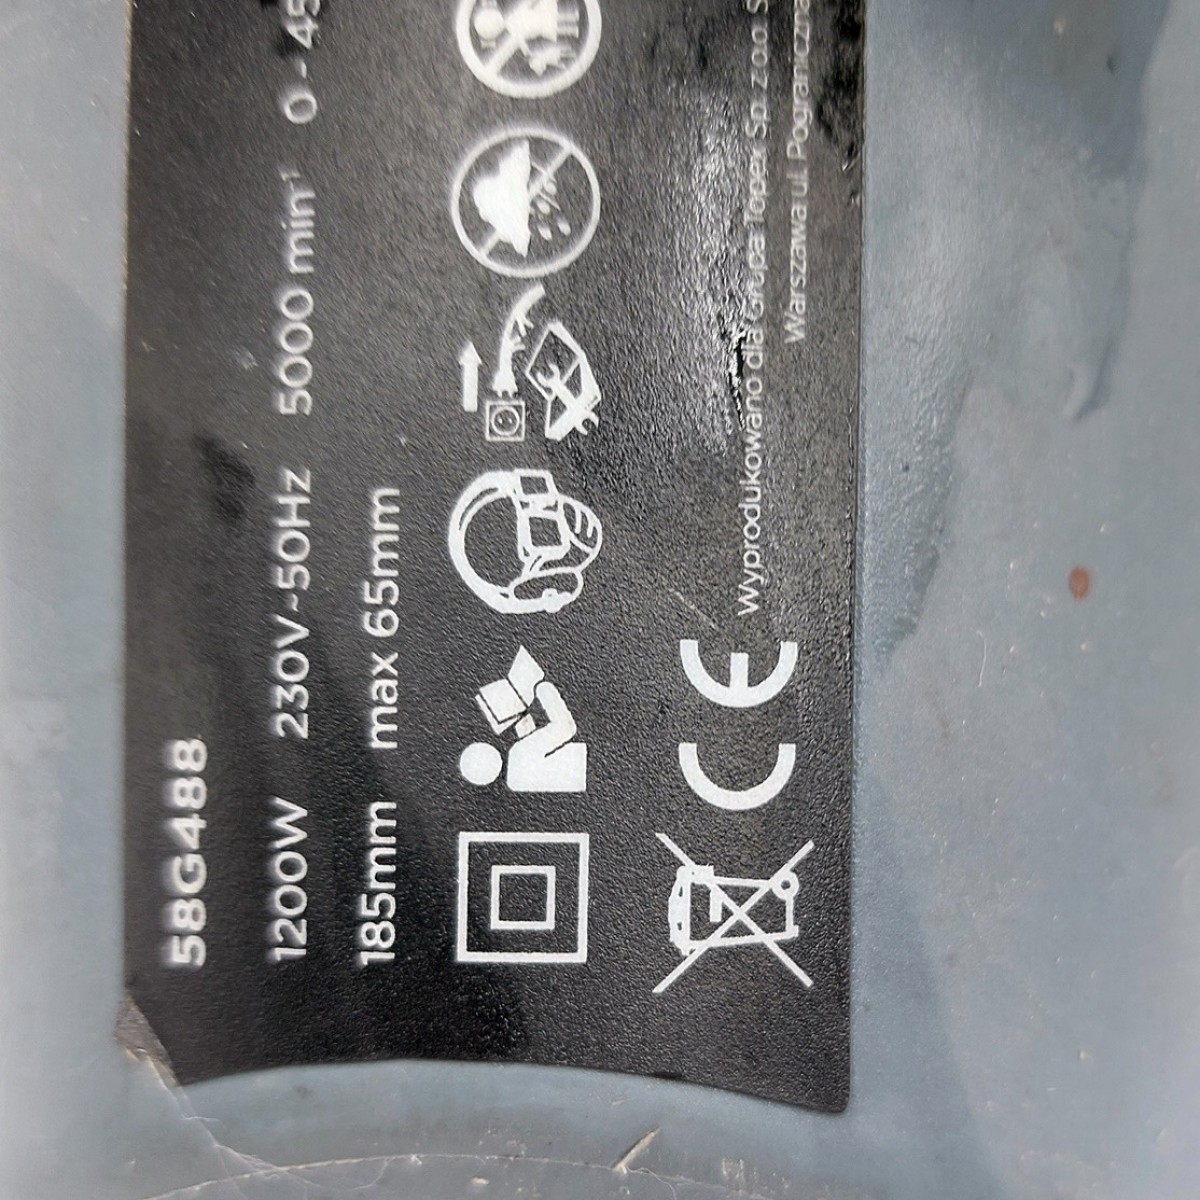 58G488
1200W 230V~50Hz 5000 min⁻¹ 0-45
185mm max 65mm
CE
Wyprodukowano dla Grupa Topex Sp. z o.o. S
Warszawa ul. Pograniczna